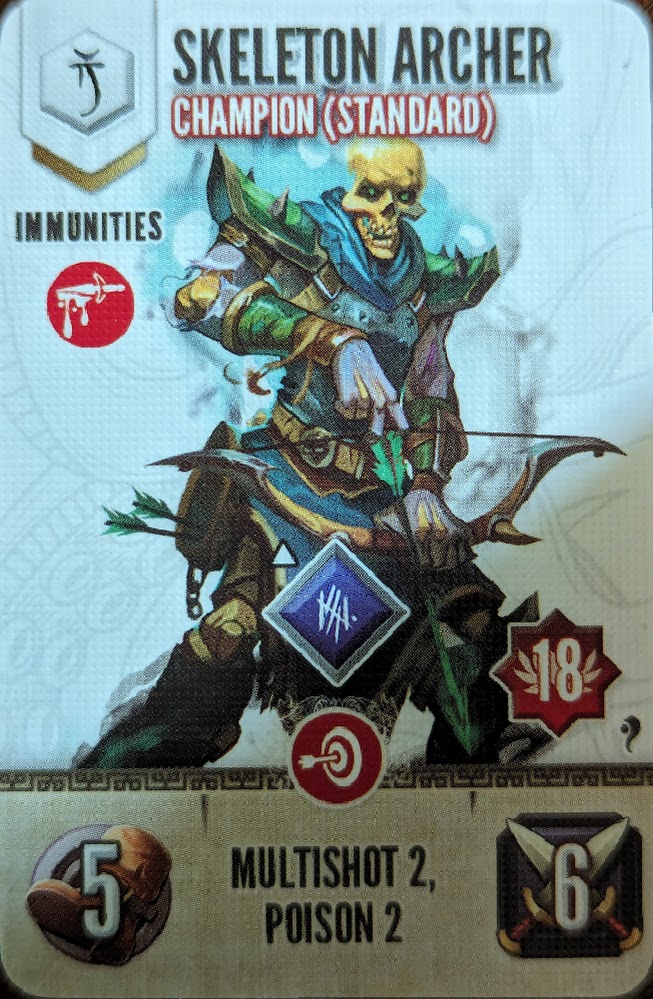 SKELETON ARCHER
CHAMPION (STANDARD)
IMMUNITIES
18
5
MULTISHOT 2,
POISON 2
6